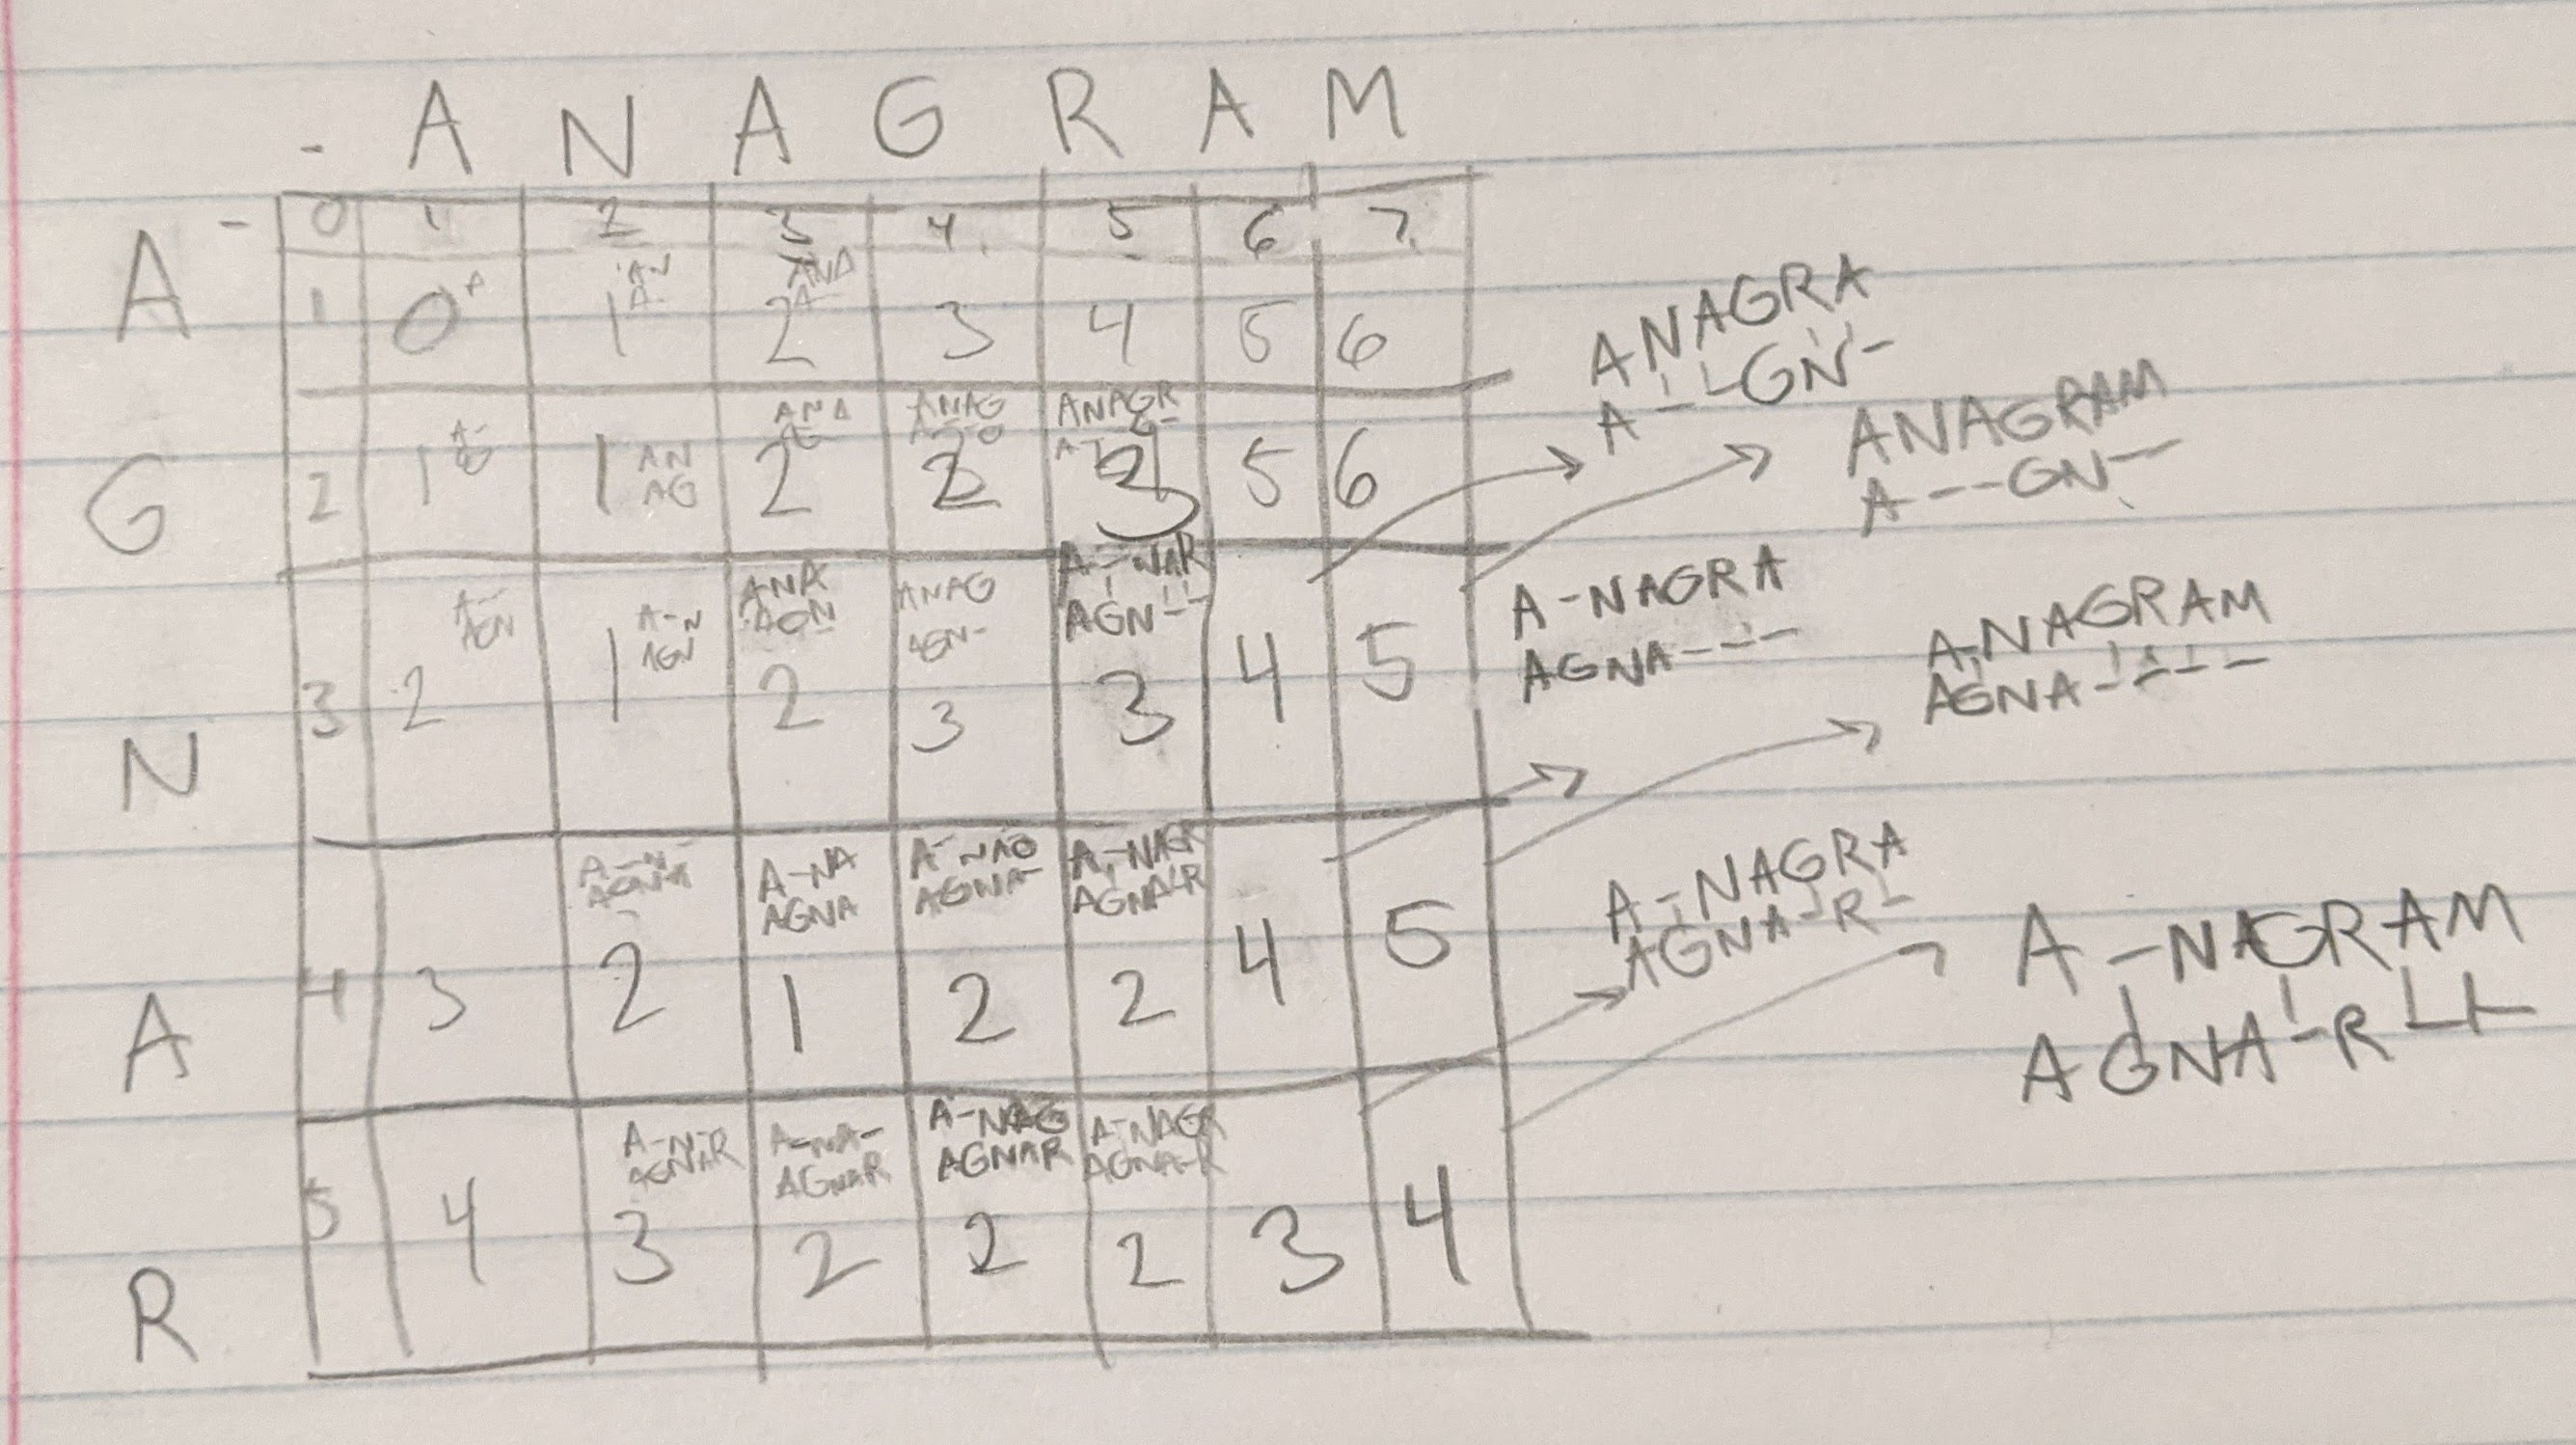 - A N A G R A M
- 0 1 2 3 4 5 6 7
A 1 0 1 2 3 4 5 6
A
AN
A-
ANA
A-
G 2 1 1 2 2 3 5 6
A-
AN
AG
ANA
ANAG
ANAGR
N 3 2 1 2 3 3 4 5
A--
AGN
A-N
AGN
ANA
AGN
ANAG
AGN-
A--NAR
AGN--
A 4 3 2 1 2 2 4 5
A-N-
AGNA
A-NA
AGNA
A-NAG
AGNA-
A-NAGR
AGNA-R
R 5 4 3 2 2 2 3 4
A-N-R
AGNAR
A-NA-
AGNAR
A-NAG
AGNAR
A-NAGR
AGNA-R
ANAGRA
A--GN-
ANAGRAM
A---GN--
A-NAGRA
AGNA---
A-NAGRAM
AGNA----
A-NAGRA
AGNA-R-
A-NAGRAM
AGNA-R--